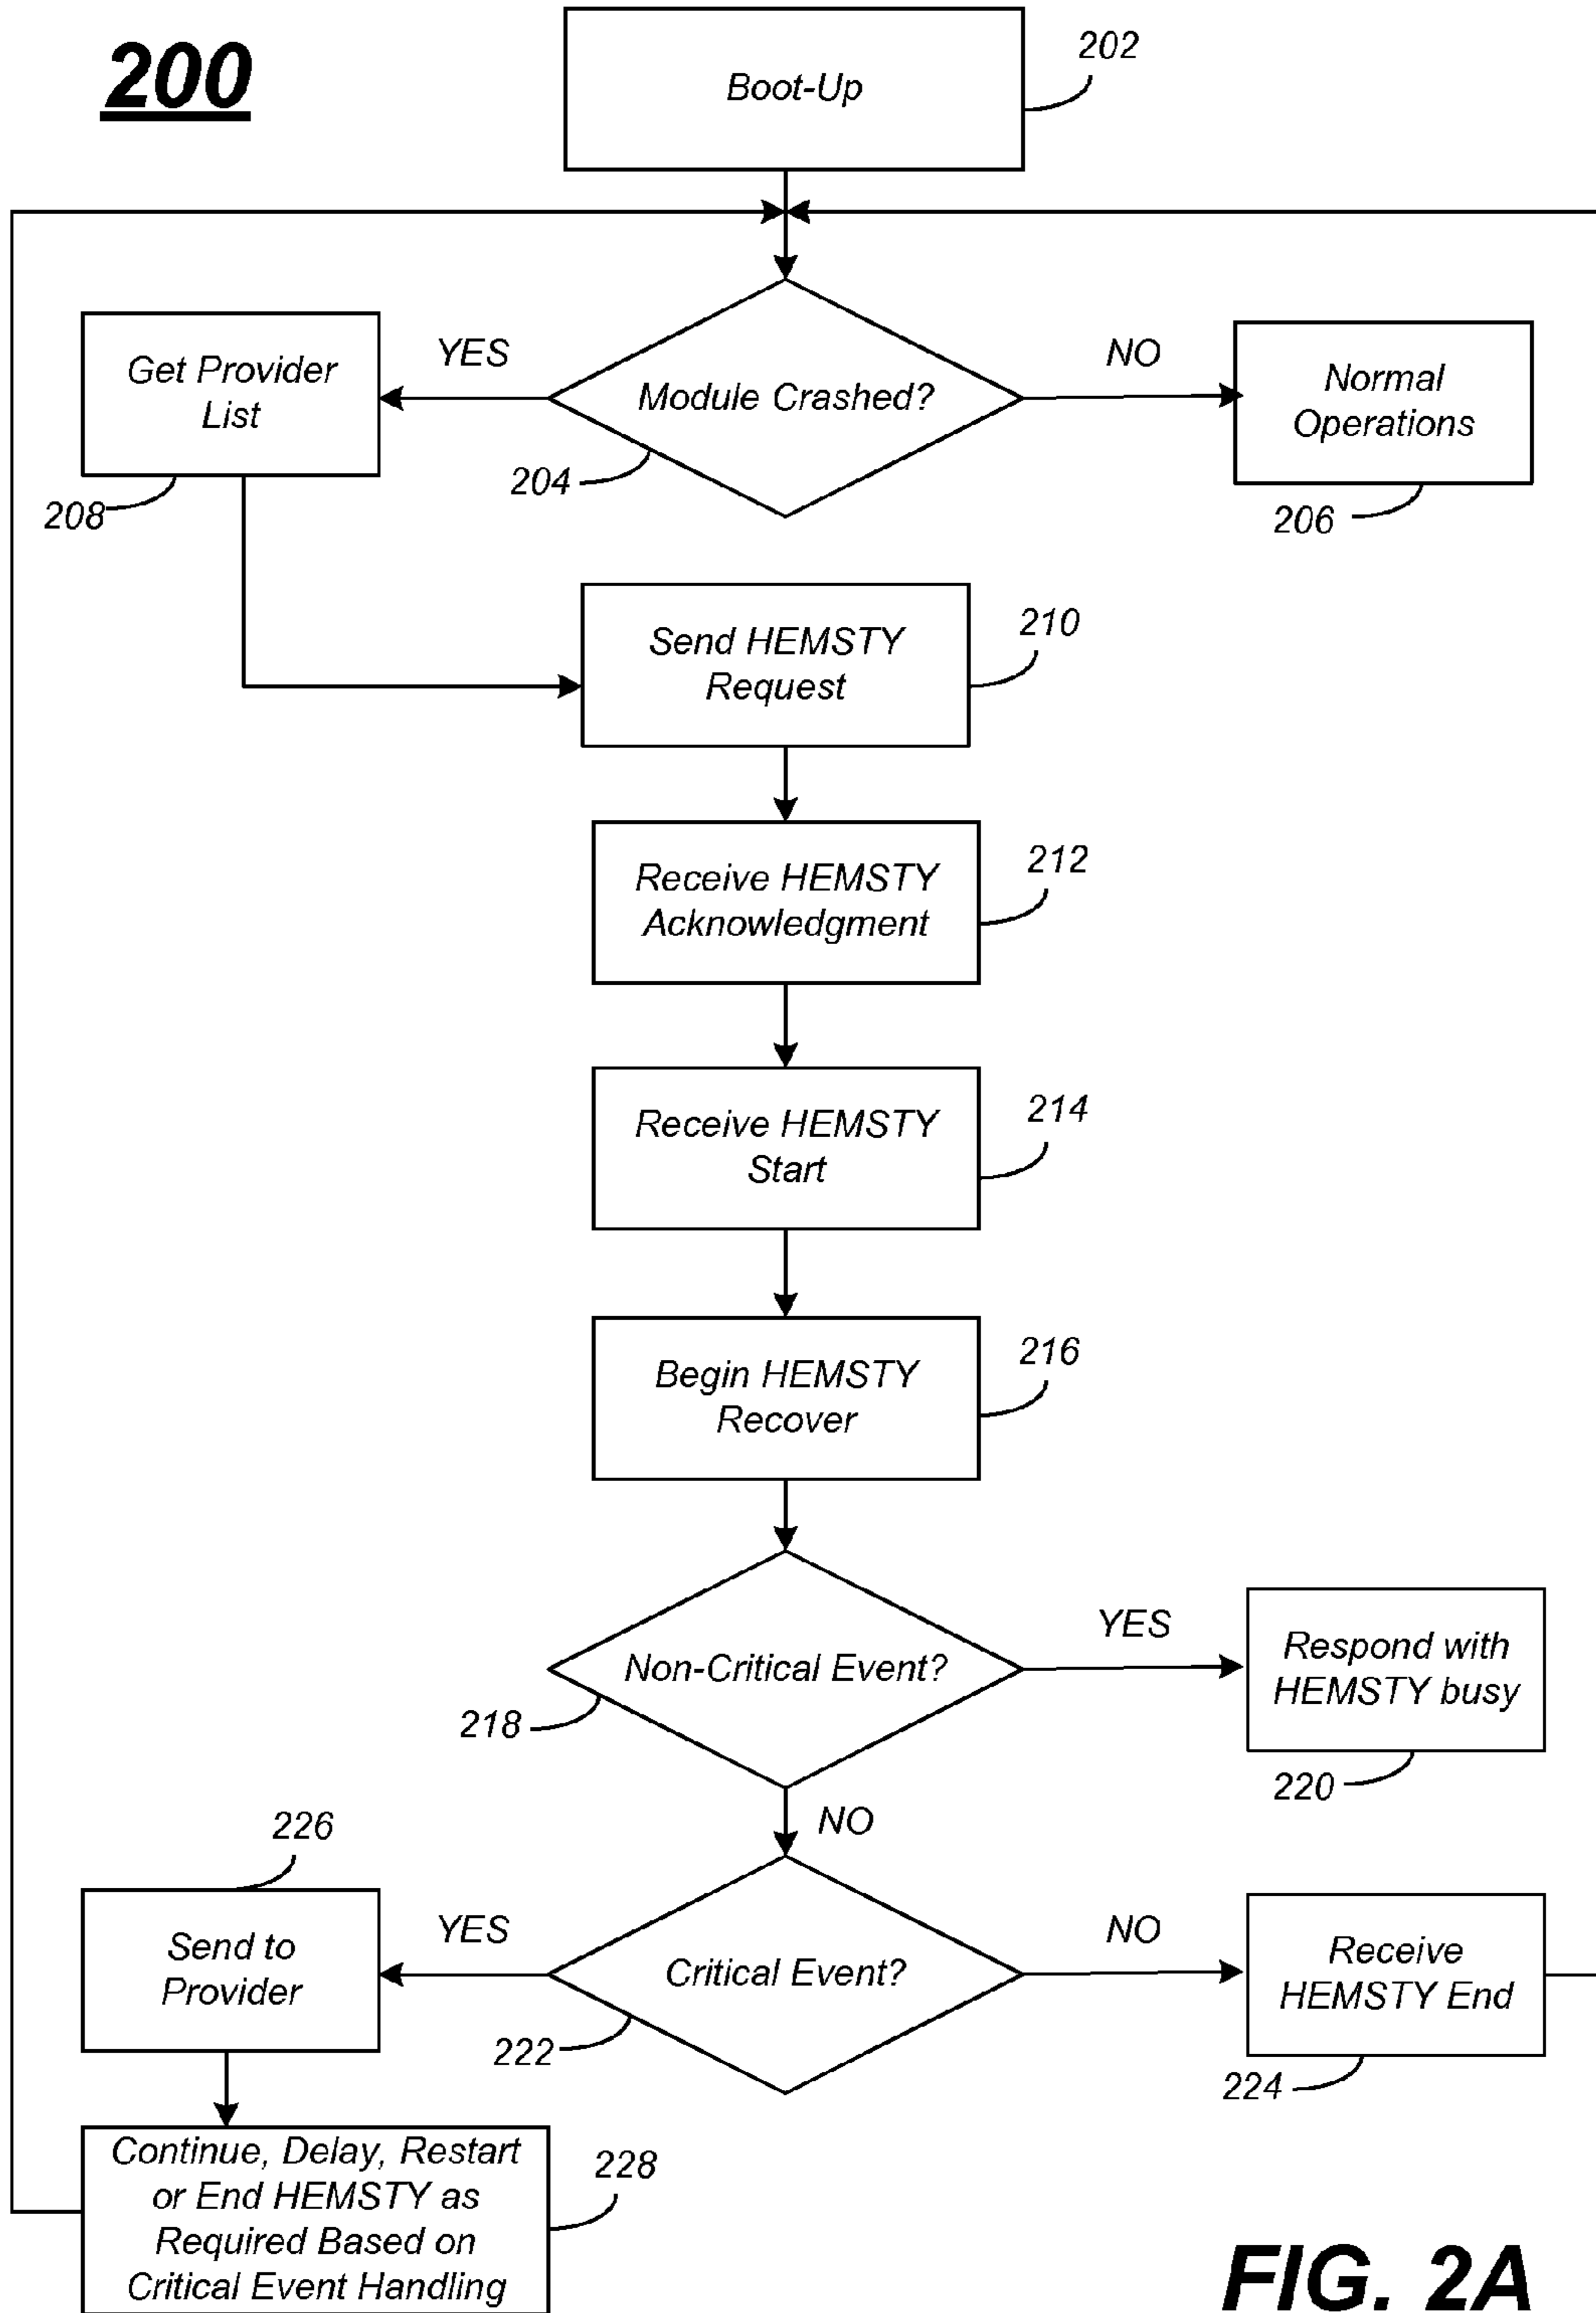 200
Boot-Up
202
Get Provider
List
YES
Module Crashed?
NO
Normal
Operations
208
204
206
Send HEMSTY
Request
210
Receive HEMSTY
Acknowledgment
212
Receive HEMSTY
Start
214
Begin HEMSTY
Recover
216
Non-Critical Event?
YES
Respond with
HEMSTY busy
218
220
NO
226
Send to
Provider
YES
Critical Event?
NO
Receive
HEMSTY End
222
224
Continue, Delay, Restart
or End HEMSTY as
Required Based on
Critical Event Handling
228
FIG. 2A